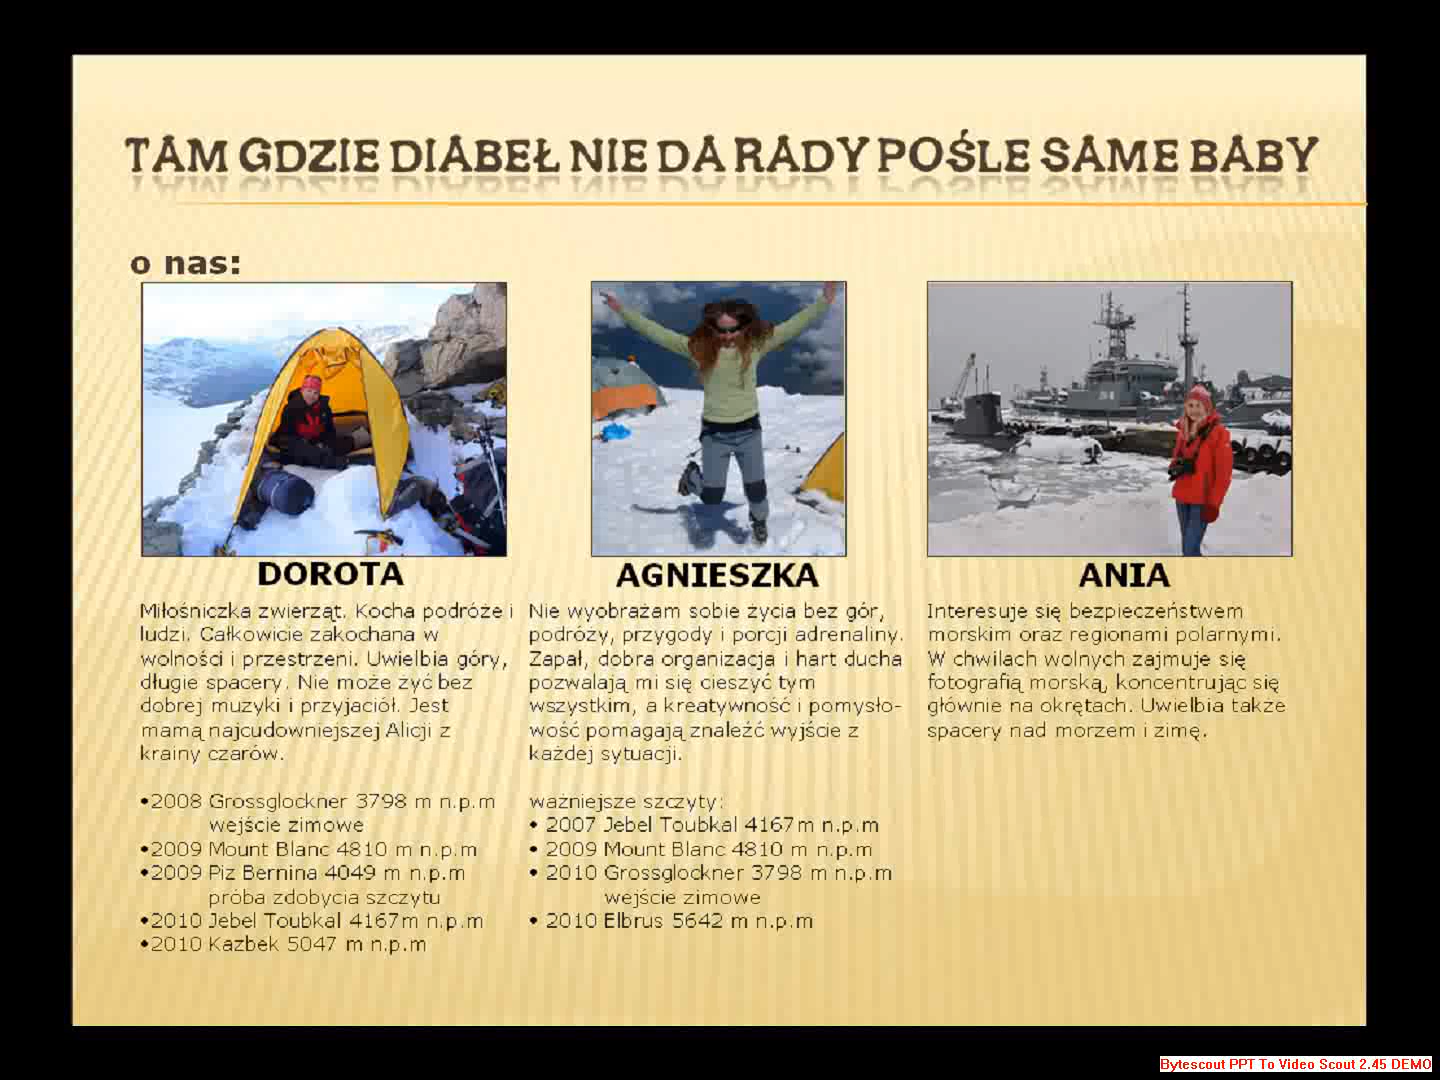 TAM GDZIE DIABEŁ NIE DA RADY POŚLE SAME BABY
o nas:
DOROTA
Miłośniczka zwierząt. Kocha podróże i
ludzi. Całkowicie zakochana w
wolności i przestrzeni. Uwielbia góry,
długie spacery. Nie może żyć bez
dobrej muzyki i przyjaciół. Jest
mamą najcudowniejszej Alicji z
krainy czarów.
•2008 Grossglockner 3798 m n.p.m
wejście zimowe
•2009 Mount Blanc 4810 m n.p.m
•2009 Piz Bernina 4049 m n.p.m
próba zdobycia szczytu
•2010 Jebel Toubkal 4167m n.p.m
•2010 Kazbek 5047 m n.p.m
AGNIESZKA
Nie wyobrażam sobie życia bez gór,
podróży, przygody i porcji adrenaliny.
Zapał, dobra organizacja i hart ducha
pozwalają mi się cieszyć tym
wszystkim, a kreatywność i pomysło-
wość pomagają znaleźć wyjście z
każdej sytuacji.
ważniejsze szczyty:
• 2007 Jebel Toubkal 4167m n.p.m
• 2009 Mount Blanc 4810 m n.p.m
• 2010 Grossglockner 3798 m n.p.m
wejście zimowe
• 2010 Elbrus 5642 m n.p.m
ANIA
Interesuje się bezpieczeństwem
morskim oraz regionami polarnymi.
W chwilach wolnych zajmuje się
fotografią morską, koncentrując się
głównie na okrętach. Uwielbia także
spacery nad morzem i zimę.
Bytescout PPT To Video Scout 2.45 DEMO